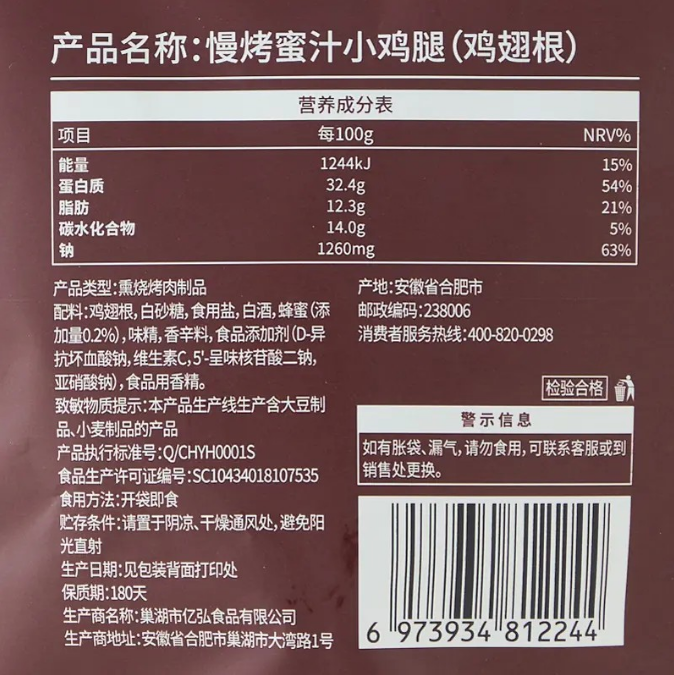 产品名称:慢烤蜜汁小鸡腿(鸡翅根)
营养成分表
项目 每100g NRV%
能量 1244kJ 15%
蛋白质 32.4g 54%
脂肪 12.3g 21%
碳水化合物 14.0g 5%
钠 1260mg 63%
产品类型:熏烧烤肉制品
配料:鸡翅根,白砂糖,食用盐,白酒,蜂蜜(添
加量0.2%),味精,香辛料,食品添加剂(D-异
抗坏血酸钠,维生素C,5'-呈味核苷酸二钠,
亚硝酸钠),食品用香精。
致敏物质提示:本产品生产线生产含大豆制
品、小麦制品的产品
产品执行标准号:Q/CHYH0001S
食品生产许可证编号:SC10434018107535
食用方法:开袋即食
贮存条件:请置于阴凉、干燥通风处,避免阳
光直射
生产日期:见包装背面打印处
保质期:180天
生产商名称:巢湖市亿弘食品有限公司
生产商地址:安徽省合肥市巢湖市大湾路1号
产地:安徽省合肥市
邮政编码:238006
消费者服务热线:400-820-0298
检验合格
警示信息
如有胀袋、漏气,请勿食用,可联系客服或到
销售处更换。
6 973934 812244